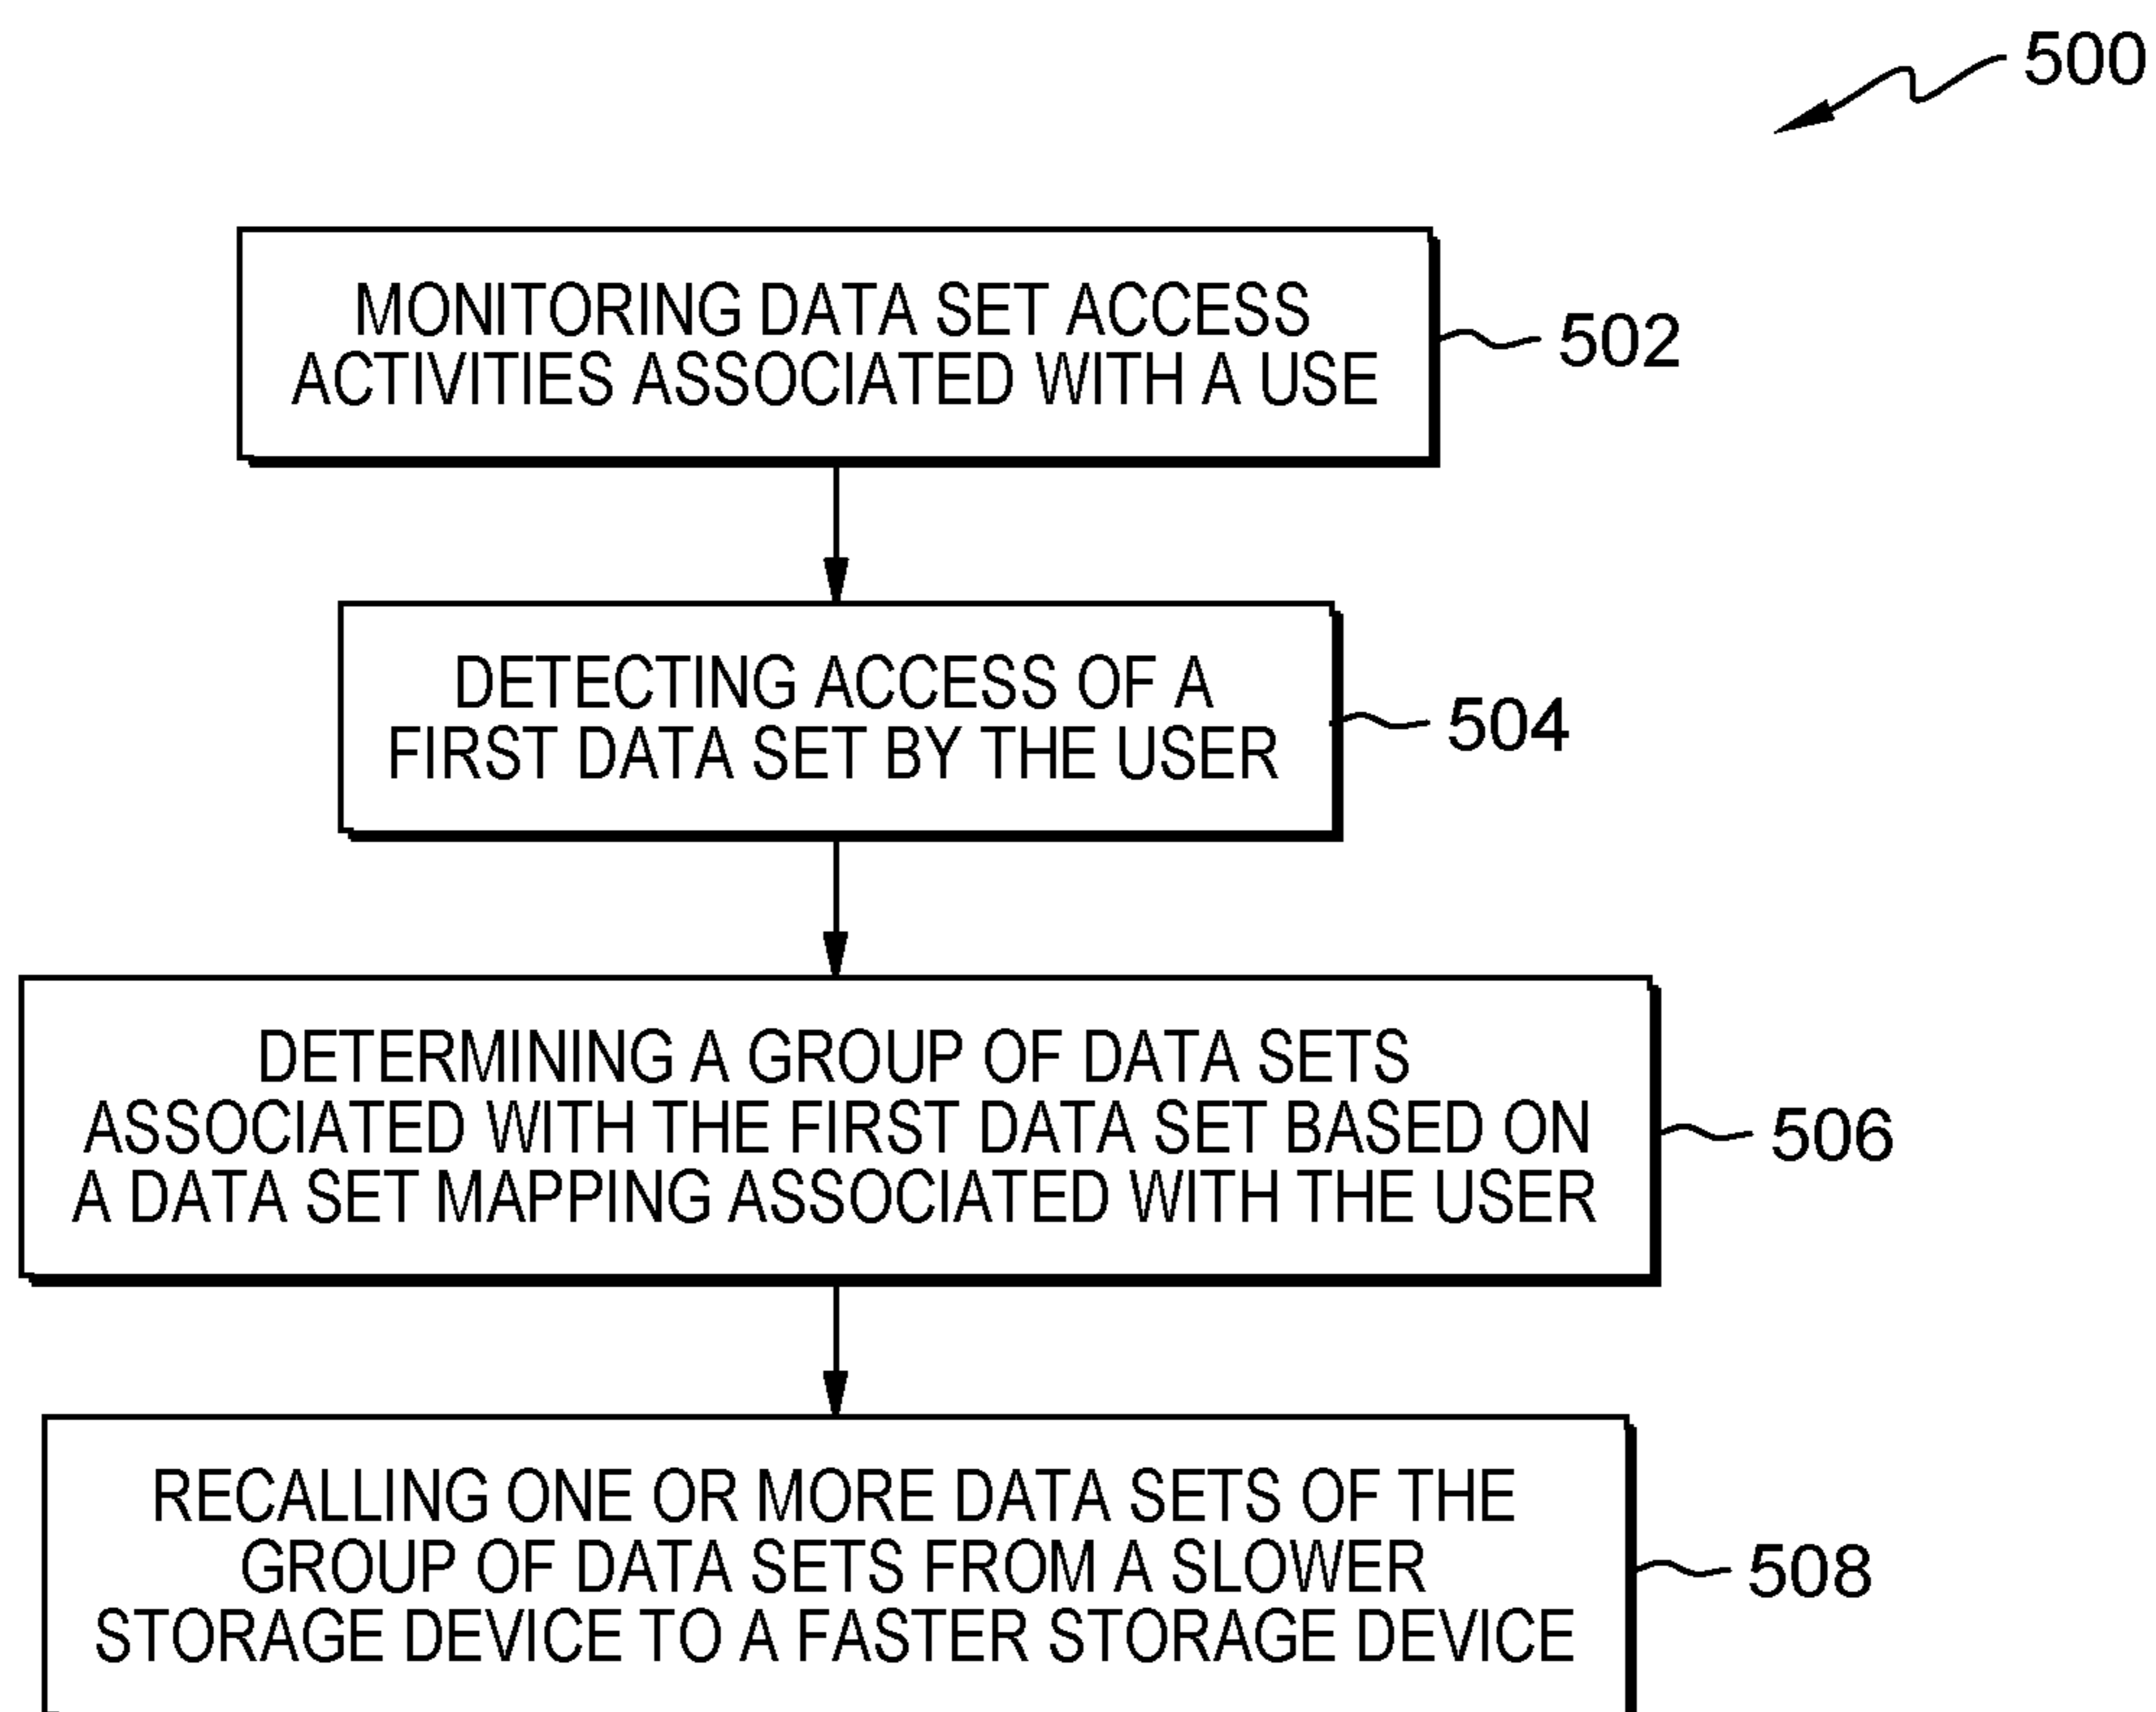 500
MONITORING DATA SET ACCESS
ACTIVITIES ASSOCIATED WITH A USE
502
DETECTING ACCESS OF A
FIRST DATA SET BY THE USER
504
DETERMINING A GROUP OF DATA SETS
ASSOCIATED WITH THE FIRST DATA SET BASED ON
A DATA SET MAPPING ASSOCIATED WITH THE USER
506
RECALLING ONE OR MORE DATA SETS OF THE
GROUP OF DATA SETS FROM A SLOWER
STORAGE DEVICE TO A FASTER STORAGE DEVICE
508